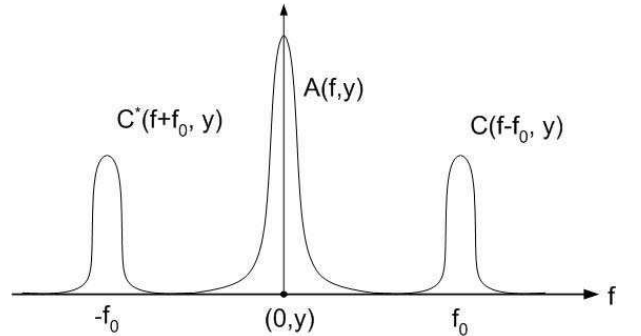 A(f,y)
C*(f+f₀, y)
C(f-f₀, y)
-f₀
(0,y)
f₀
f